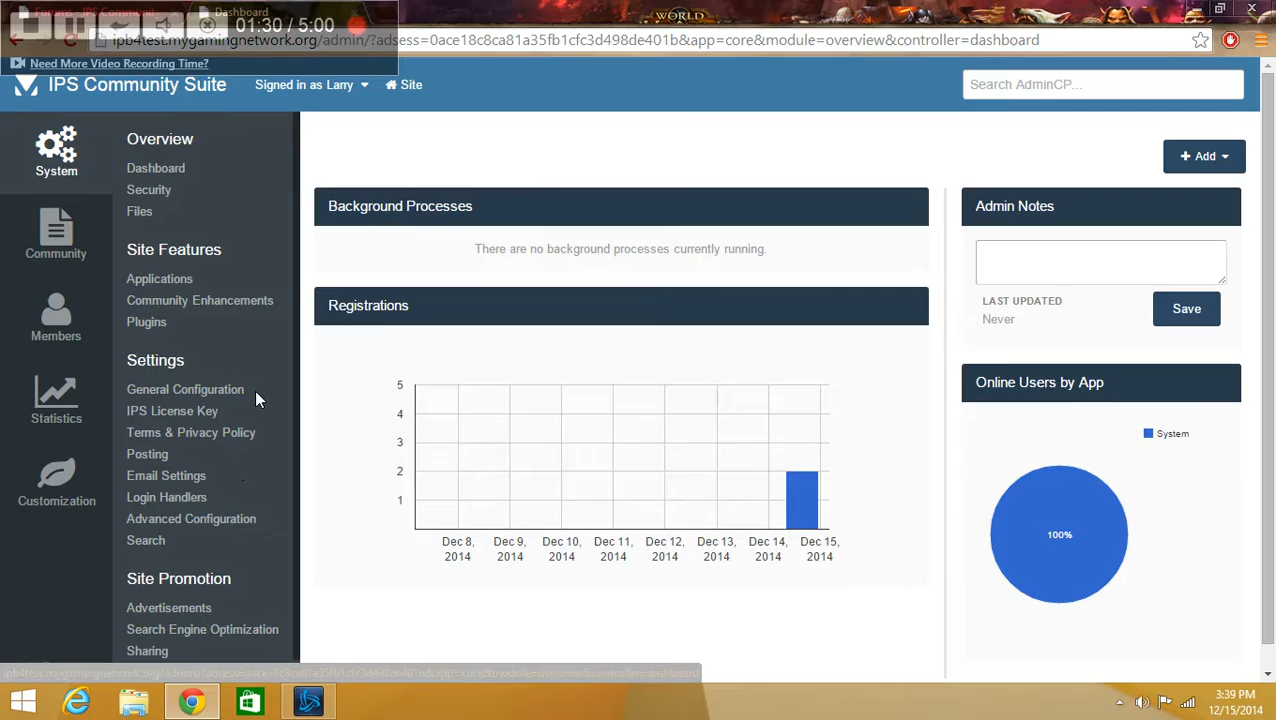 Forums - IPS Communit
Dashboard
01:30 / 5:00
WORLD
ipb4test.mygamingnetwork.org/admin/?adsess=0ace18c8ca81a35fb1cfc3d498de401b&app=core&module=overview&controller=dashboard
Need More Video Recording Time?
IPS Community Suite
Signed in as Larry
Site
Search AdminCP...
System
Community
Members
Statistics
Customization
Overview
Dashboard
Security
Files
Site Features
Applications
Community Enhancements
Plugins
Settings
General Configuration
IPS License Key
Terms & Privacy Policy
Posting
Email Settings
Login Handlers
Advanced Configuration
Search
Site Promotion
Advertisements
Search Engine Optimization
Sharing
+ Add
Background Processes
There are no background processes currently running.
Registrations
5
4
3
2
1
Dec 8, 2014
Dec 9, 2014
Dec 10, 2014
Dec 11, 2014
Dec 12, 2014
Dec 13, 2014
Dec 14, 2014
Dec 15, 2014
Admin Notes
LAST UPDATED
Never
Save
Online Users by App
System
100%
3:39 PM
12/15/2014